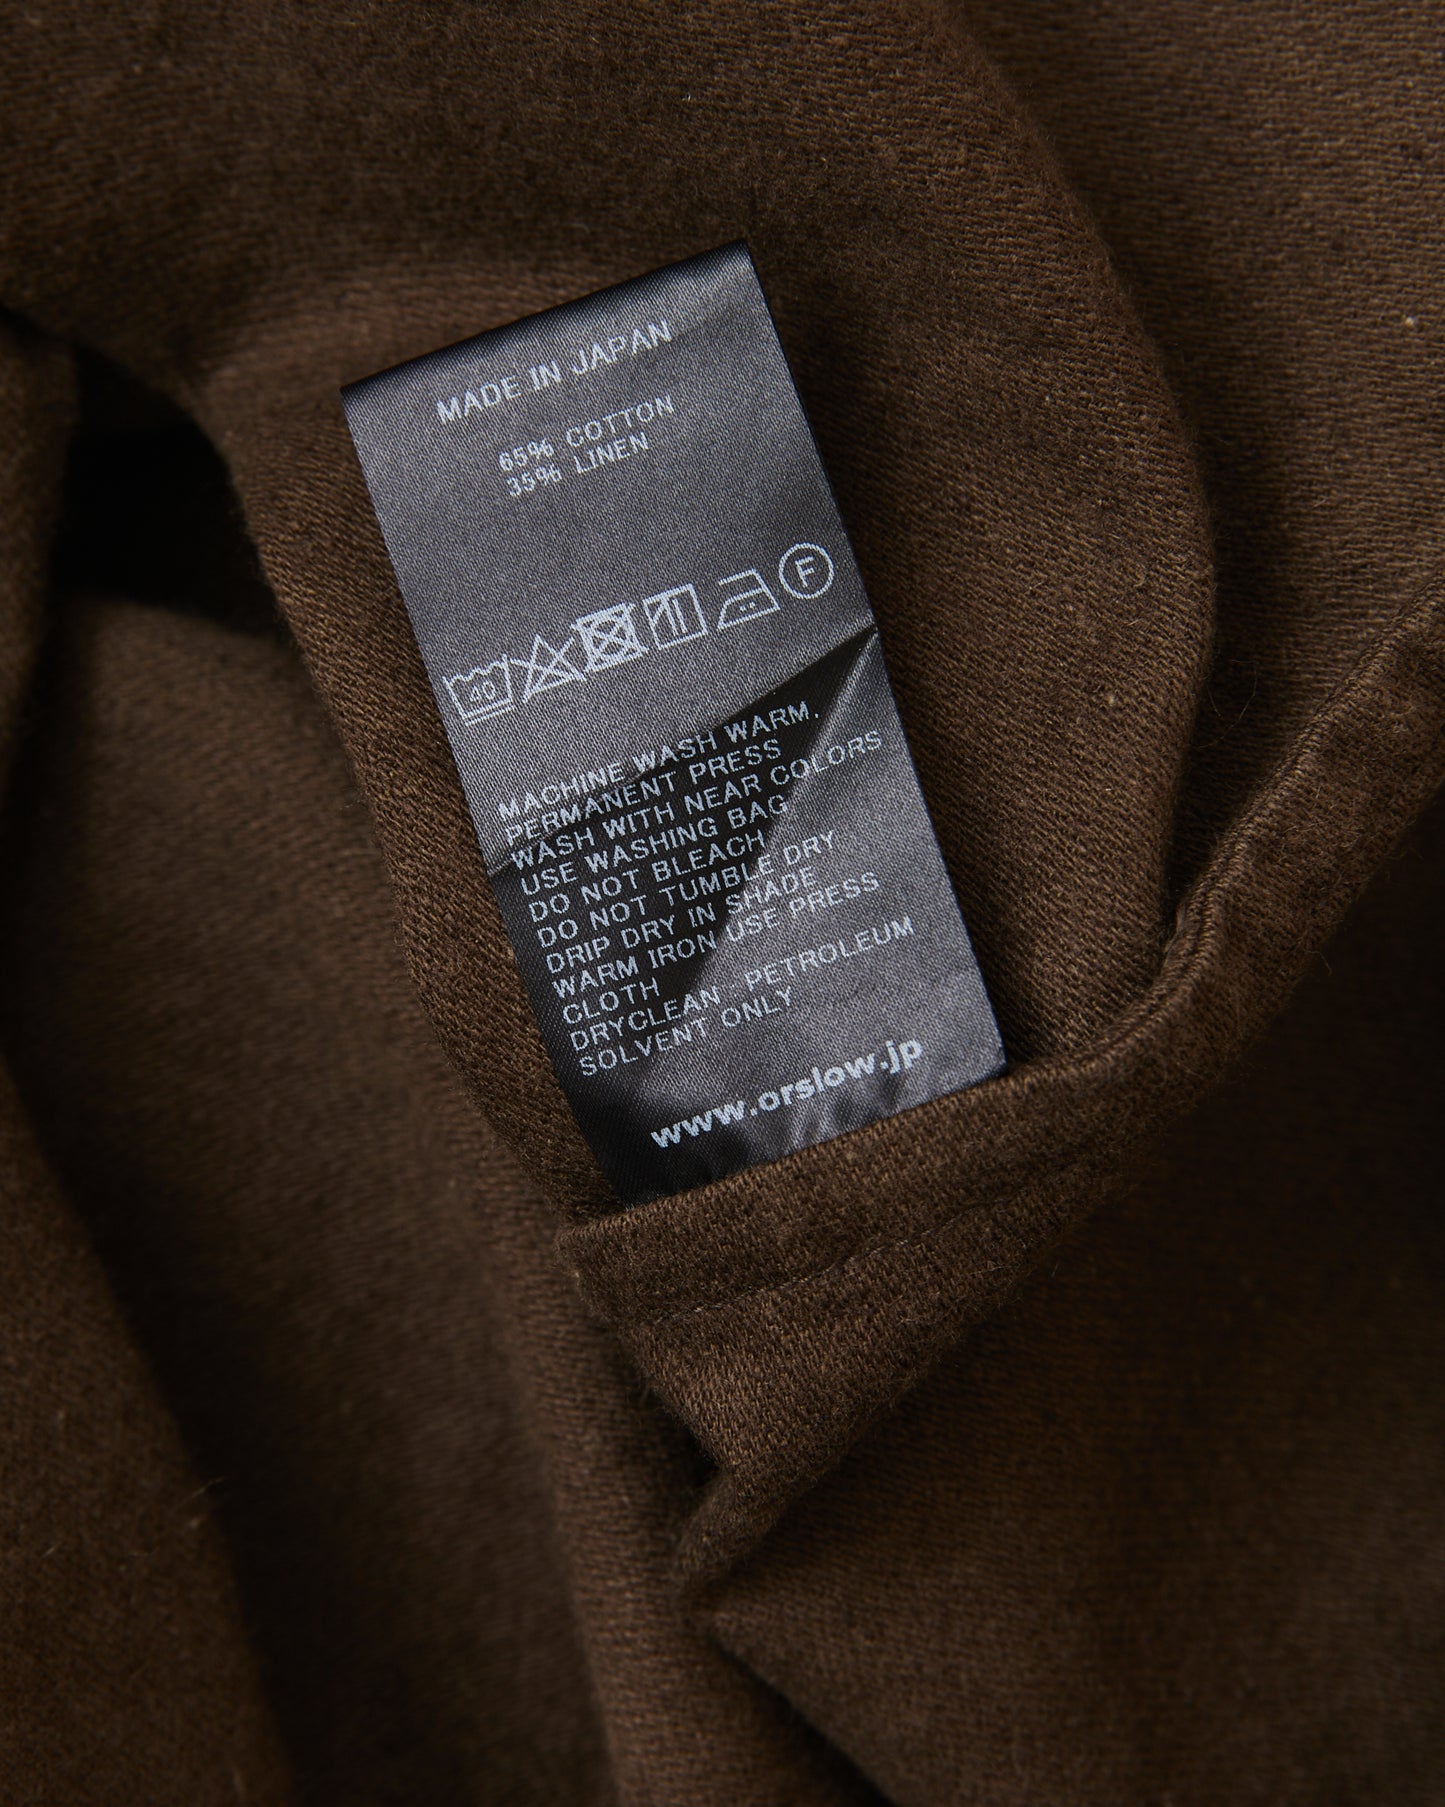 MADE IN JAPAN
65% COTTON
35% LINEN
40 F
MACHINE WASH WARM,
PERMANENT PRESS
WASH WITH NEAR COLORS
USE WASHING BAG
DO NOT BLEACH
DO NOT TUMBLE DRY
DRIP DRY IN SHADE
WARM IRON USE PRESS
CLOTH
DRYCLEAN . PETROLEUM
SOLVENT ONLY
www.orslow.jp